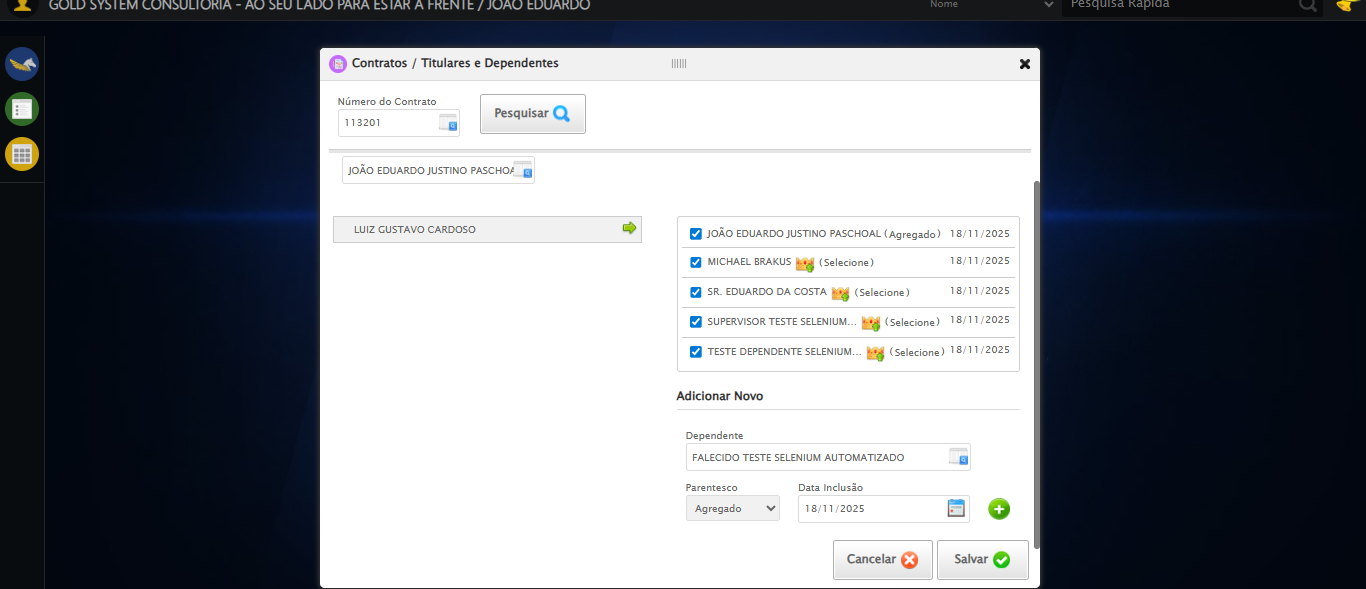 GOLD SYSTEM CONSULTORIA - AO SEU LADO PARA ESTAR À FRENTE / JOÃO EDUARDO
Nome
Pesquisa Rápida
Contratos / Titulares e Dependentes
Número do Contrato
113201
Pesquisar
JOÃO EDUARDO JUSTINO PASCHOA
LUIZ GUSTAVO CARDOSO
JOÃO EDUARDO JUSTINO PASCHOAL (Agregado) 18/11/2025
MICHAEL BRAKUS (Selecione) 18/11/2025
SR. EDUARDO DA COSTA (Selecione) 18/11/2025
SUPERVISOR TESTE SELENIUM... (Selecione) 18/11/2025
TESTE DEPENDENTE SELENIUM... (Selecione) 18/11/2025
Adicionar Novo
Dependente
FALECIDO TESTE SELENIUM AUTOMATIZADO
Parentesco Data Inclusão
Agregado 18/11/2025
Cancelar Salvar